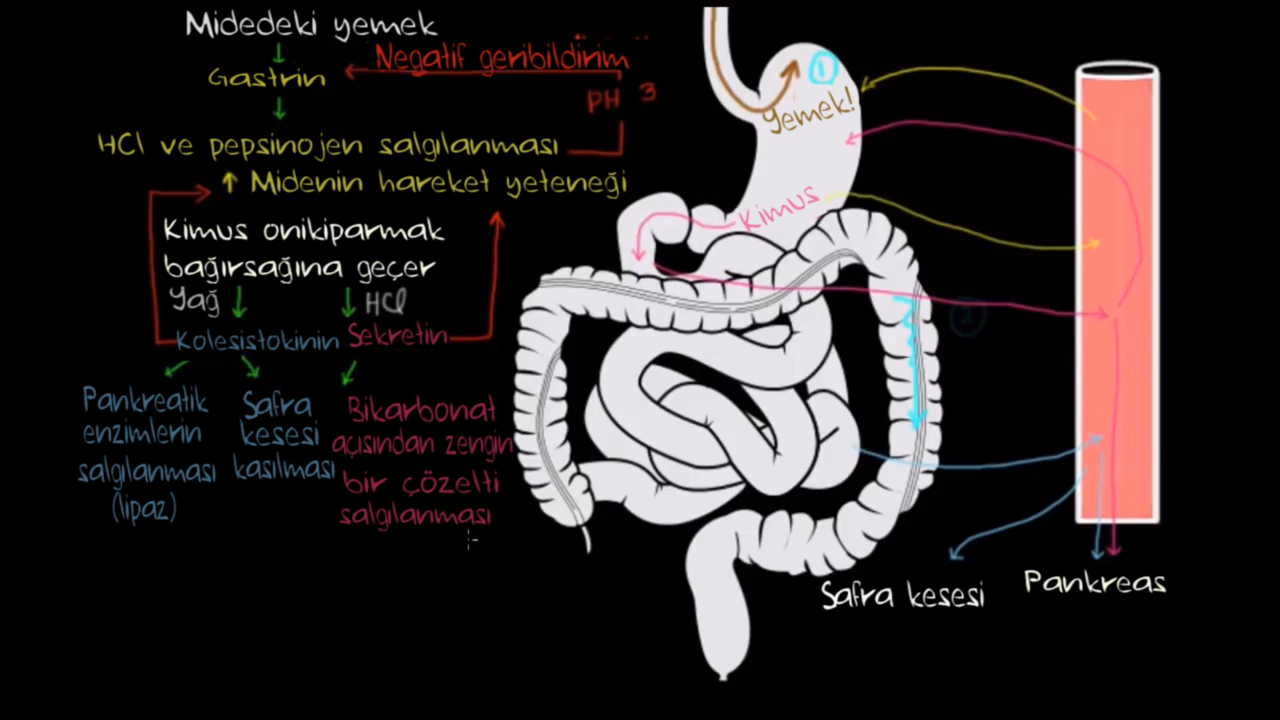 Midedeki yemek
Negatif geribildirim
Gastrin
PH 3
HCl ve pepsinojen salgılanması
↑ Midenin hareket yeteneği
Kimus onikiparmak
bağırsağına geçer
Yağ
HCl
Kolesistokinin
Sekretin
Pankreatik
enzimlerin
salgılanması
(lipaz)
Safra
kesesi
kasılması
Bikarbonat
açısından zengin
bir çözelti
salgılanması
1
Yemek!
Kimus
2
Safra kesesi
Pankreas